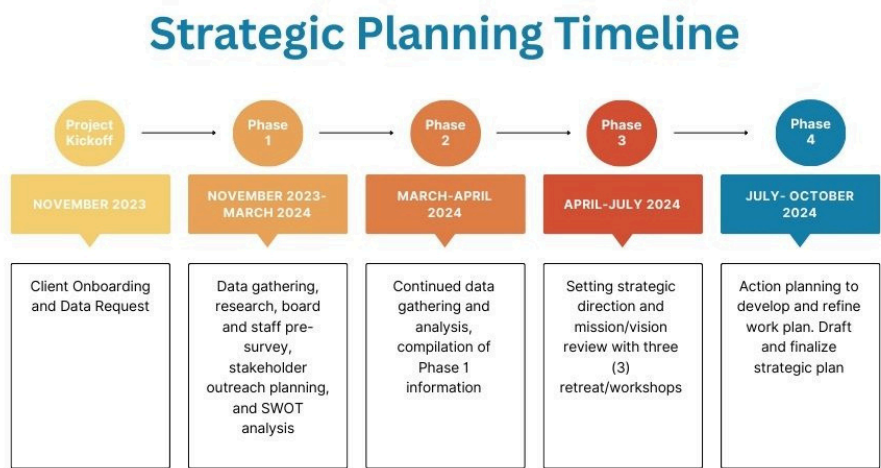 Strategic Planning Timeline
Project
Kickoff
Phase
1
Phase
2
Phase
3
Phase
4
NOVEMBER 2023
NOVEMBER 2023-
MARCH 2024
MARCH-APRIL
2024
APRIL-JULY 2024
JULY- OCTOBER
2024
Client Onboarding
and Data Request
Data gathering,
research, board
and staff pre-
survey,
stakeholder
outreach planning,
and SWOT
analysis
Continued data
gathering and
analysis,
compilation of
Phase 1
information
Setting strategic
direction and
mission/vision
review with three
(3)
retreat/workshops
Action planning to
develop and refine
work plan. Draft
and finalize
strategic plan